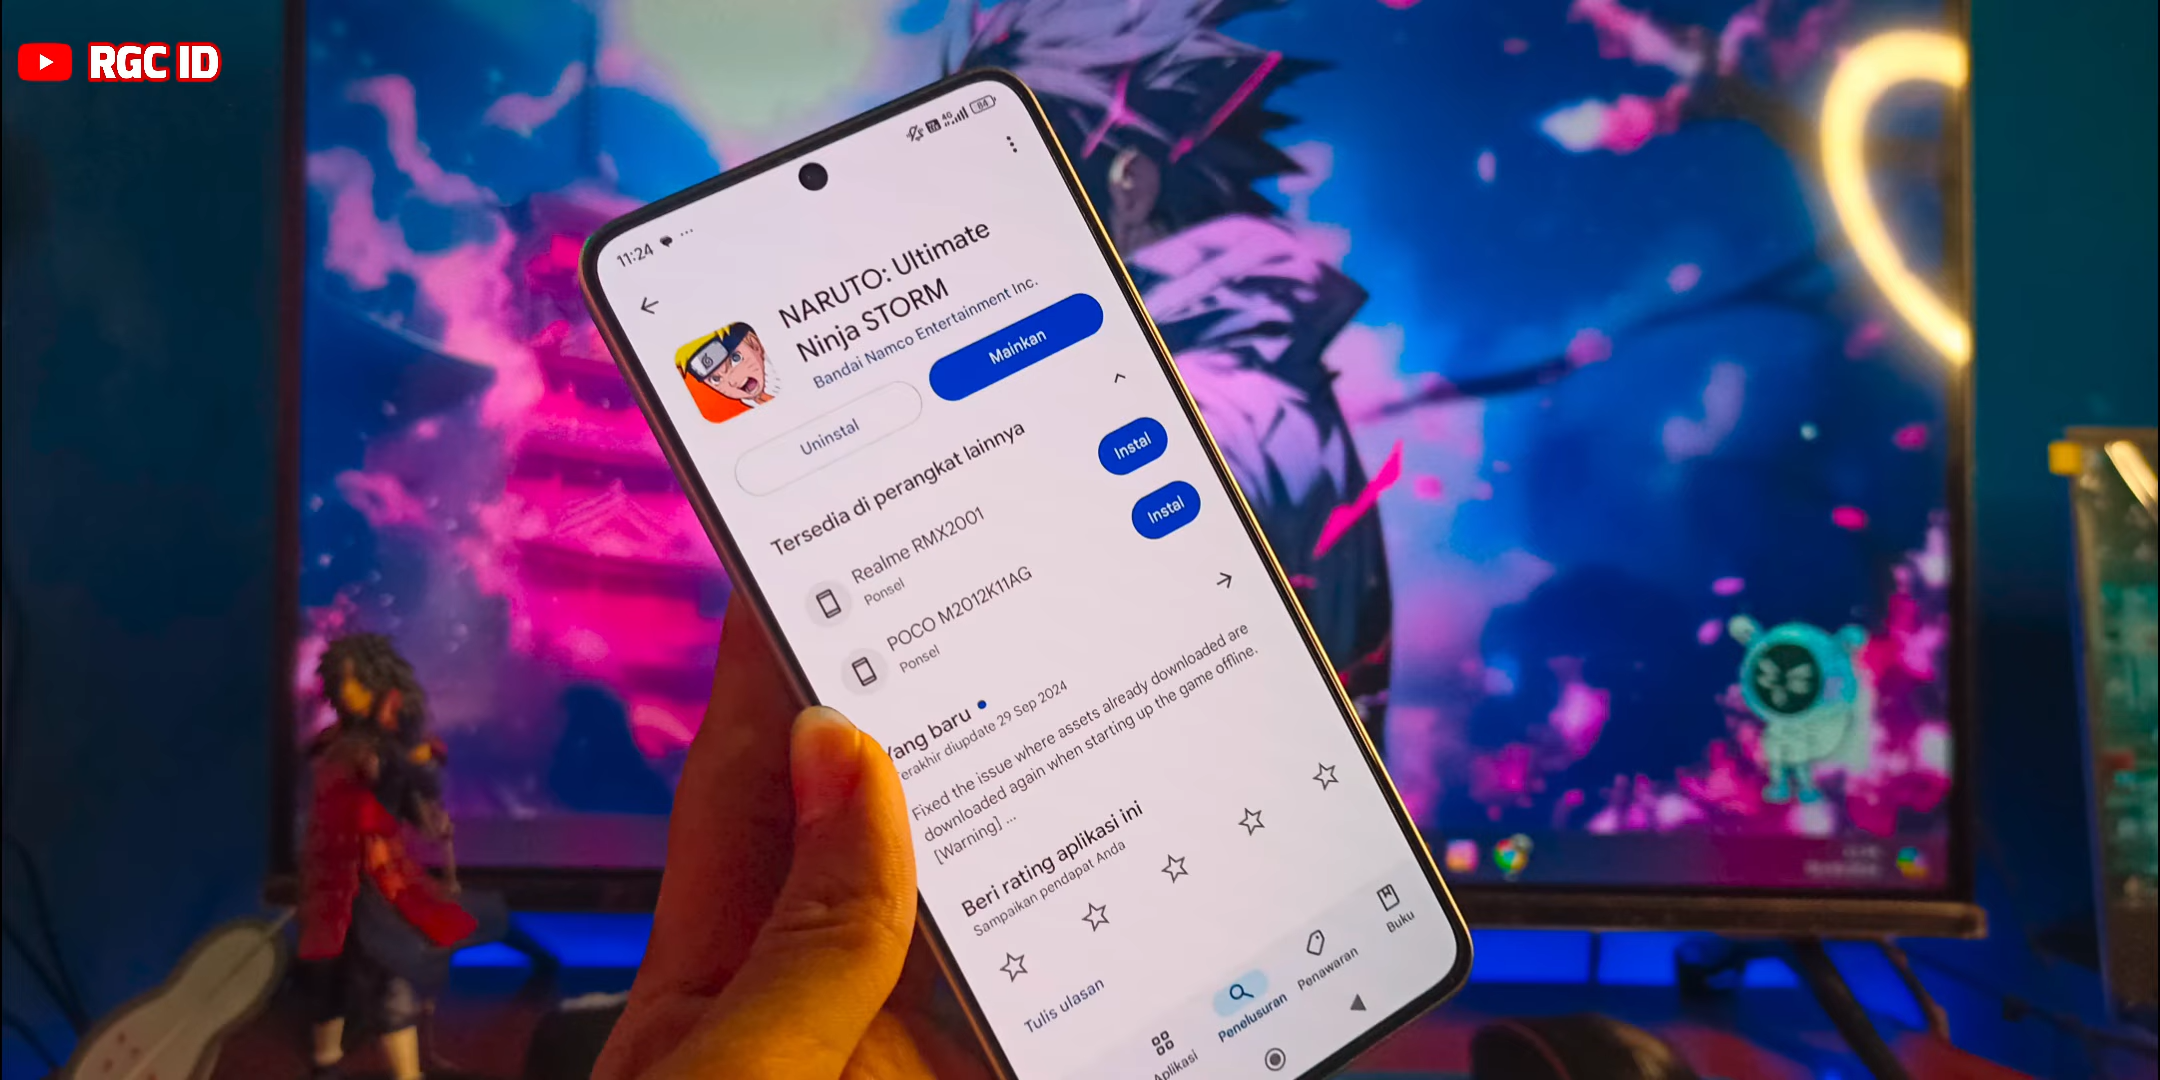 RGC ID
11:24
4G
84
NARUTO: Ultimate
Ninja STORM
Bandai Namco Entertainment Inc.
Uninstal
Mainkan
Tersedia di perangkat lainnya
Realme RMX2001
Ponsel
Instal
POCO M2012K11AG
Ponsel
Instal
Yang baru
Terakhir diupdate 29 Sep 2024
Fixed the issue where assets already downloaded are
downloaded again when starting up the game offline.
[Warning] ...
Beri rating aplikasi ini
Sampaikan pendapat Anda
Tulis ulasan
Aplikasi
Penelusuran
Penawaran
Buku